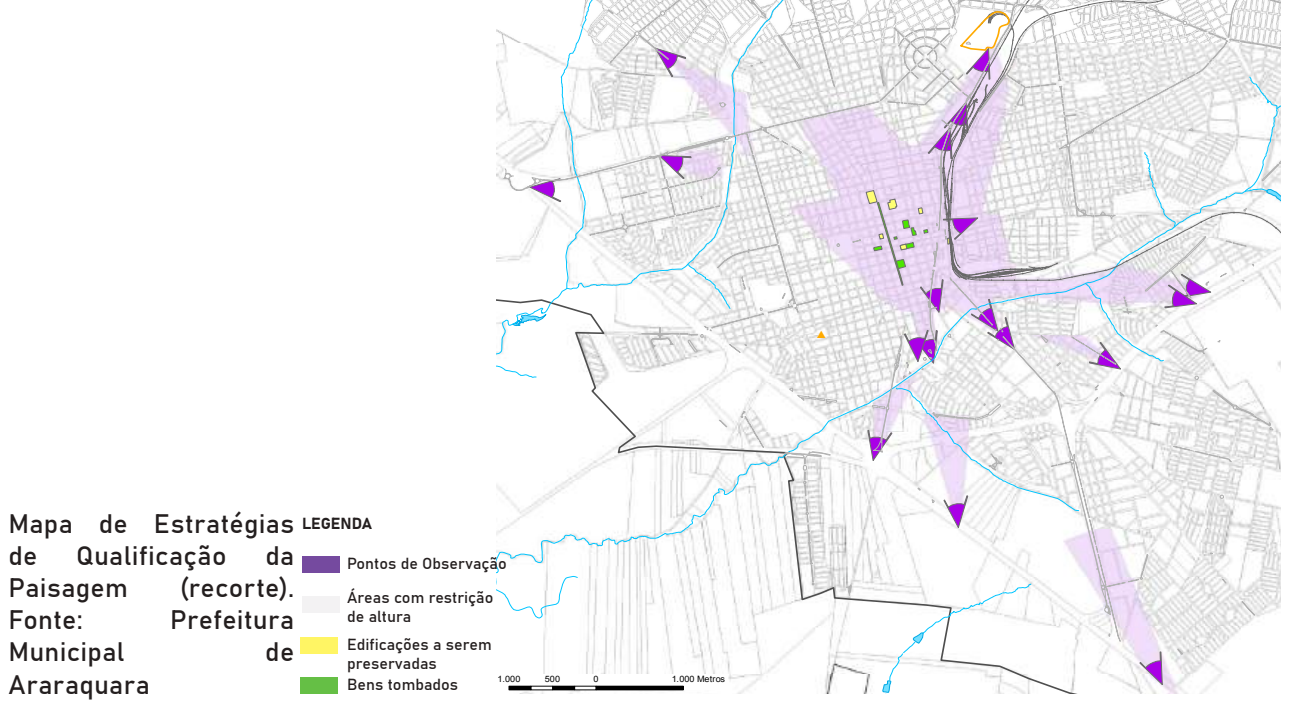 Mapa de Estratégias
de Qualificação da
Paisagem (recorte).
Fonte: Prefeitura
Municipal de
Araraquara
LEGENDA
Pontos de Observação
Áreas com restrição
de altura
Edificações a serem
preservadas
Bens tombados
1.000 500 0 1.000 Metros